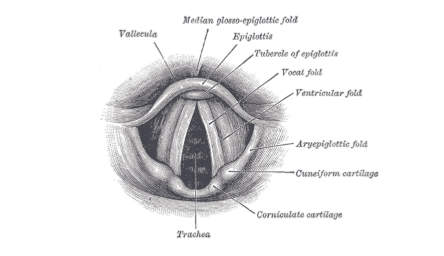 Median glosso-epiglottic fold
Vallecula
Epiglottis
Tubercle of epiglottis
Vocal fold
Ventricular fold
Aryepiglottic fold
Cuneiform cartilage
Corniculate cartilage
Trachea